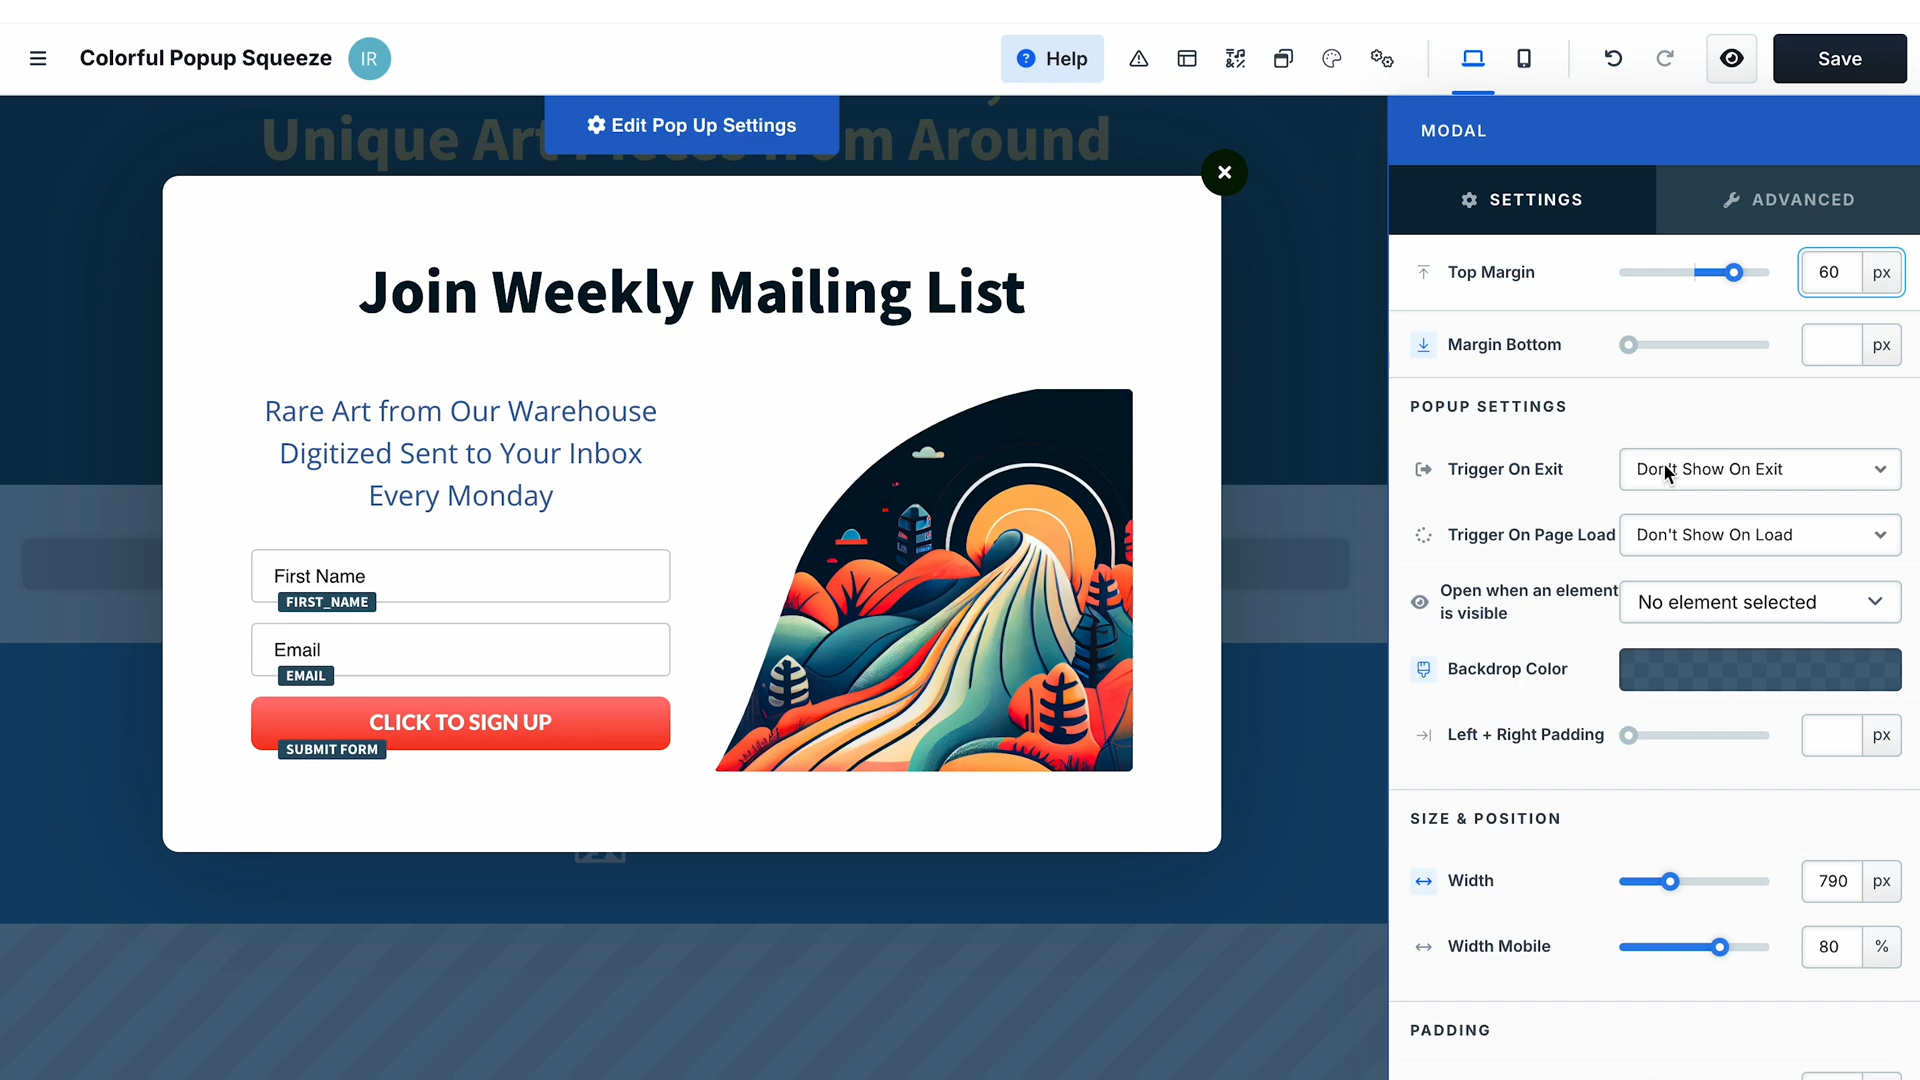 Colorful Popup Squeeze
IR
Help
Save
Unique Art Pieces from Around
Edit Pop Up Settings
Join Weekly Mailing List
Rare Art from Our Warehouse
Digitized Sent to Your Inbox
Every Monday
First Name
FIRST_NAME
Email
EMAIL
CLICK TO SIGN UP
SUBMIT FORM
MODAL
SETTINGS
ADVANCED
Top Margin 60 px
Margin Bottom px
POPUP SETTINGS
Trigger On Exit Don't Show On Exit
Trigger On Page Load Don't Show On Load
Open when an element
is visible
No element selected
Backdrop Color
Left + Right Padding px
SIZE & POSITION
Width 790 px
Width Mobile 80 %
PADDING